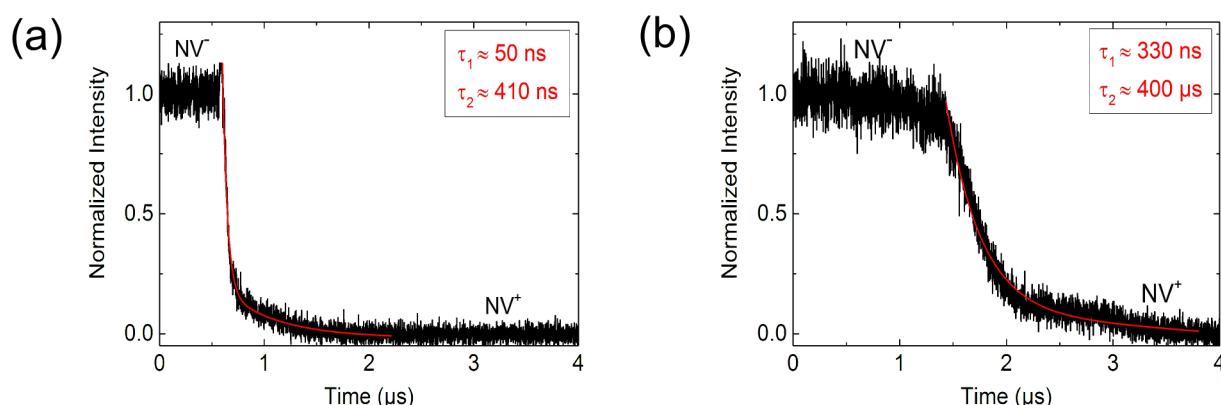 (a)
NV⁻
τ₁ ≈ 50 ns
τ₂ ≈ 410 ns
1.0
0.5
0.0
Normalized Intensity
NV⁺
0 1 2 3 4
Time (µs)
(b)
NV⁻
τ₁ ≈ 330 ns
τ₂ ≈ 400 µs
1.0
0.5
0.0
Normalized Intensity
NV⁺
0 1 2 3 4
Time (µs)